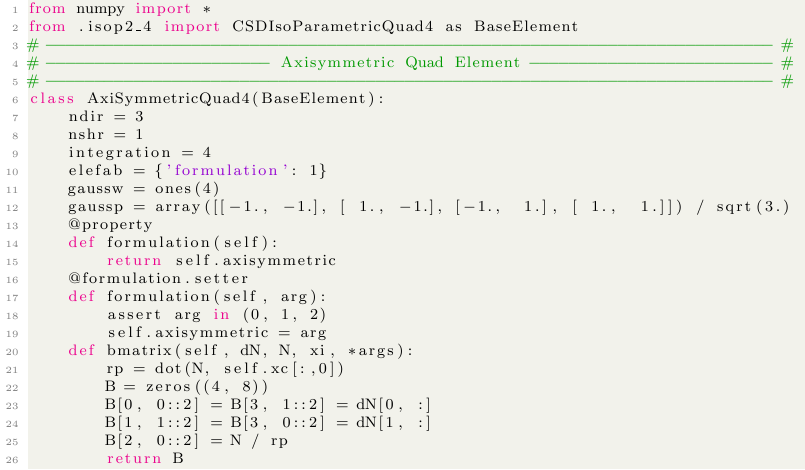 1 from numpy import *
2 from .isop2_4 import CSDIsoParametricQuad4 as BaseElement
3 # ──────────────────────────────────────── #
4 # ───────────── Axisymmetric Quad Element ───────────── #
5 # ──────────────────────────────────────── #
6 class AxiSymmetricQuad4(BaseElement):
7     ndir = 3
8     nshr = 1
9     integration = 4
10     elefab = {'formulation': 1}
11     gaussw = ones(4)
12     gaussp = array([[-1., -1.], [ 1., -1.], [-1.,  1.], [ 1.,  1.]]) / sqrt(3.)
13     @property
14     def formulation(self):
15         return self.axisymmetric
16     @formulation.setter
17     def formulation(self, arg):
18         assert arg in (0, 1, 2)
19         self.axisymmetric = arg
20     def bmatrix(self, dN, N, xi, *args):
21         rp = dot(N, self.xc[:,0])
22         B = zeros((4, 8))
23         B[0, 0::2] = B[3, 1::2] = dN[0, :]
24         B[1, 1::2] = B[3, 0::2] = dN[1, :]
25         B[2, 0::2] = N / rp
26         return B